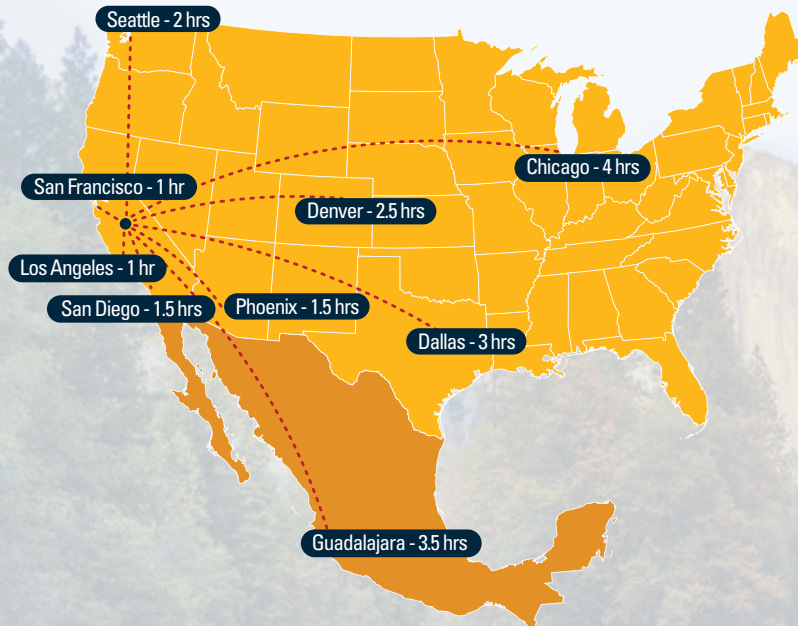 Seattle - 2 hrs
Chicago - 4 hrs
San Francisco - 1 hr
Denver - 2.5 hrs
Los Angeles - 1 hr
San Diego - 1.5 hrs
Phoenix - 1.5 hrs
Dallas - 3 hrs
Guadalajara - 3.5 hrs